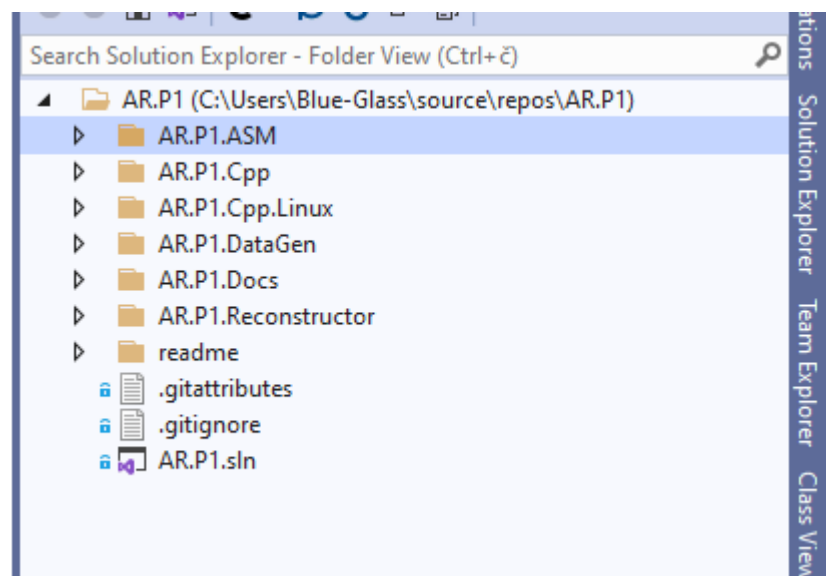 Search Solution Explorer - Folder View (Ctrl+č)
AR.P1 (C:\Users\Blue-Glass\source\repos\AR.P1)
AR.P1.ASM
AR.P1.Cpp
AR.P1.Cpp.Linux
AR.P1.DataGen
AR.P1.Docs
AR.P1.Reconstructor
readme
.gitattributes
.gitignore
AR.P1.sln
Solution Explorer
Team Explorer
Class View